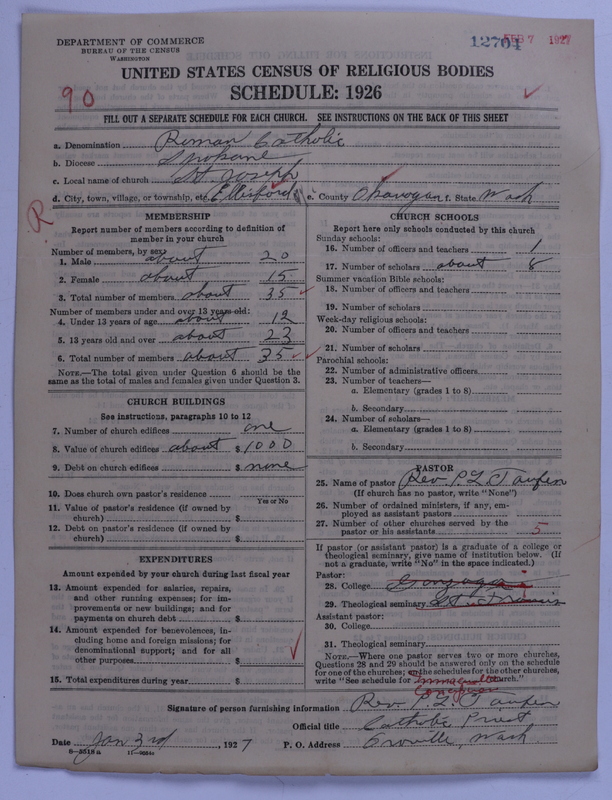 DEPARTMENT OF COMMERCE
BUREAU OF THE CENSUS
WASHINGTON
12704 FEB 7 1927
UNITED STATES CENSUS OF RELIGIOUS BODIES
SCHEDULE: 1926
90
FILL OUT A SEPARATE SCHEDULE FOR EACH CHURCH. SEE INSTRUCTIONS ON THE BACK OF THIS SHEET
a. Denomination Roman Catholic
b. Diocese Spokane
c. Local name of church St. Joseph
d. City, town, village, or township, etc. Ellisford e. County Okanogan f. State Wash
R
MEMBERSHIP
Report number of members according to definition of
member in your church
Number of members, by sex:
1. Male about 20
2. Female about 15
3. Total number of members about 35
Number of members under and over 13 years old:
4. Under 13 years of age about 12
5. 13 years old and over about 23
6. Total number of members about 35
NOTE.—The total given under Question 6 should be the
same as the total of males and females given under Question 3.
CHURCH BUILDINGS
See instructions, paragraphs 10 to 12
7. Number of church edifices one
8. Value of church edifices about $ 1000
9. Debt on church edifices $ none
10. Does church own pastor's residence
Yes or No
11. Value of pastor's residence (if owned by
church) $
12. Debt on pastor's residence (if owned by
church) $
EXPENDITURES
Amount expended by your church during last fiscal year
13. Amount expended for salaries, repairs,
and other running expenses; for im-
provements or new buildings; and for
payments on church debt $
14. Amount expended for benevolences, in-
cluding home and foreign missions; for
denominational support; and for all
other purposes $
15. Total expenditures during year $
CHURCH SCHOOLS
Report here only schools conducted by this church
Sunday schools:
16. Number of officers and teachers 1
17. Number of scholars about 8
Summer vacation Bible schools:
18. Number of officers and teachers
19. Number of scholars
Week-day religious schools:
20. Number of officers and teachers
21. Number of scholars
Parochial schools:
22. Number of administrative officers
23. Number of teachers—
a. Elementary (grades 1 to 8)
b. Secondary
24. Number of scholars—
a. Elementary (grades 1 to 8)
b. Secondary
PASTOR
25. Name of pastor Rev. P. L. Taufen
(If church has no pastor, write "None")
26. Number of ordained ministers, if any, em-
ployed as assistant pastors
27. Number of other churches served by the
pastor or his assistants 5
If pastor (or assistant pastor) is a graduate of a college or
theological seminary, give name of institution below. (If
not a graduate, write "No" in the space indicated.)
Pastor:
28. College Gonzaga
29. Theological seminary St. Francis
Assistant pastor:
30. College
31. Theological seminary
NOTE.—Where one pastor serves two or more churches,
Questions 28 and 29 should be answered only on the schedule
for one of the churches; on the schedules for the other churches,
write "See schedule for Immaculate church."
Conception
Signature of person furnishing information Rev. P. L. Taufen
Official title Catholic Priest
Date Jan 3rd, 1927 P. O. Address Oroville, Wash